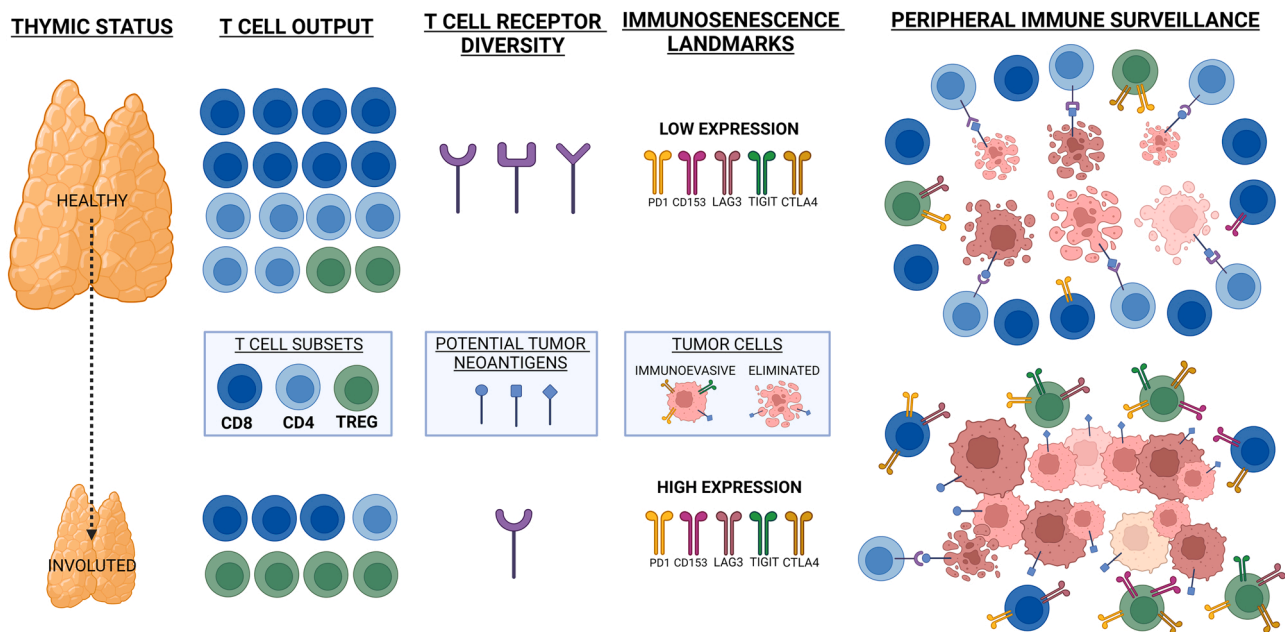 THYMIC STATUS
T CELL OUTPUT
T CELL RECEPTOR
DIVERSITY
IMMUNOSENESCENCE
LANDMARKS
PERIPHERAL IMMUNE SURVEILLANCE
HEALTHY
LOW EXPRESSION
PD1 CD153 LAG3 TIGIT CTLA4
T CELL SUBSETS
CD8 CD4 TREG
POTENTIAL TUMOR
NEOANTIGENS
TUMOR CELLS
IMMUNOEVASIVE ELIMINATED
INVOLUTED
HIGH EXPRESSION
PD1 CD153 LAG3 TIGIT CTLA4